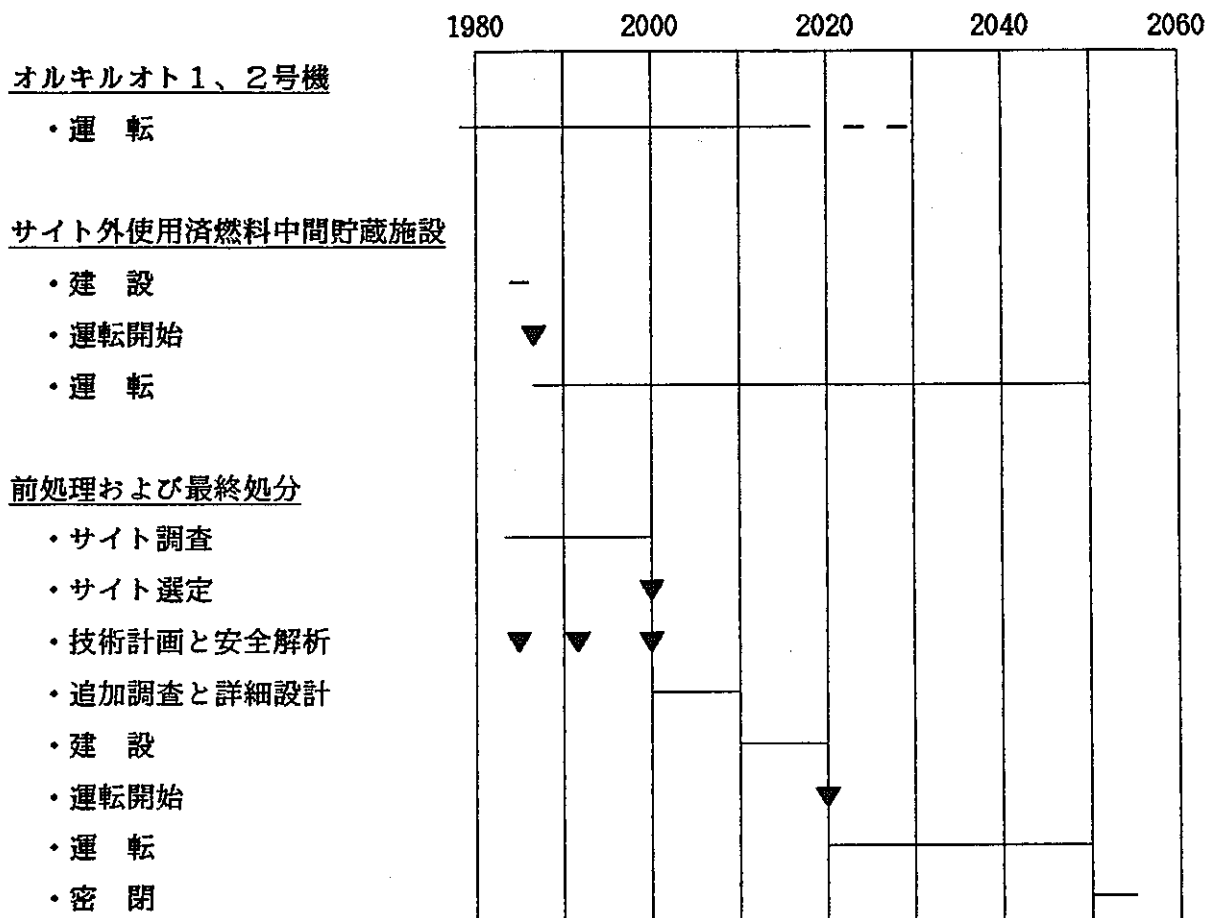 1980 2000 2020 2040 2060
オルキルオト１、２号機
・運　転
サイト外使用済燃料中間貯蔵施設
・建　設
・運転開始
・運　転
前処理および最終処分
・サイト調査
・サイト選定
・技術計画と安全解析
・追加調査と詳細設計
・建　設
・運転開始
・運　転
・密　閉